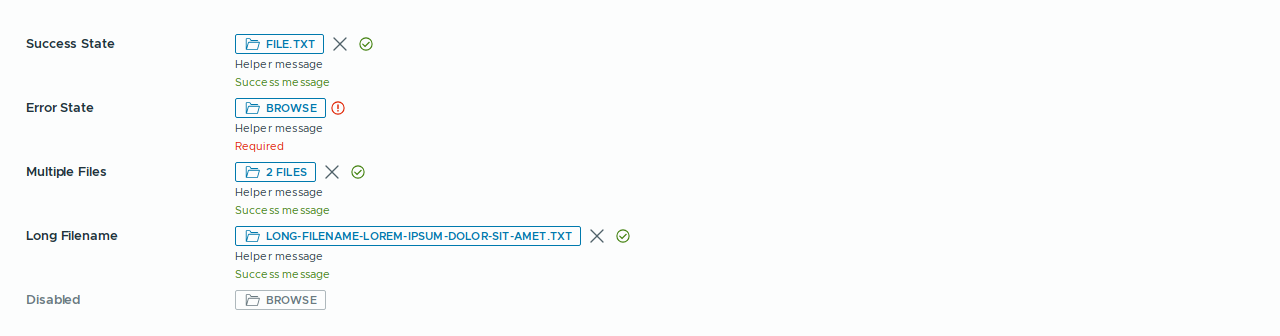 Success State FILE.TXT
Helper message
Success message
Error State BROWSE
Helper message
Required
Multiple Files 2 FILES
Helper message
Success message
Long Filename LONG-FILENAME-LOREM-IPSUM-DOLOR-SIT-AMET.TXT
Helper message
Success message
Disabled BROWSE